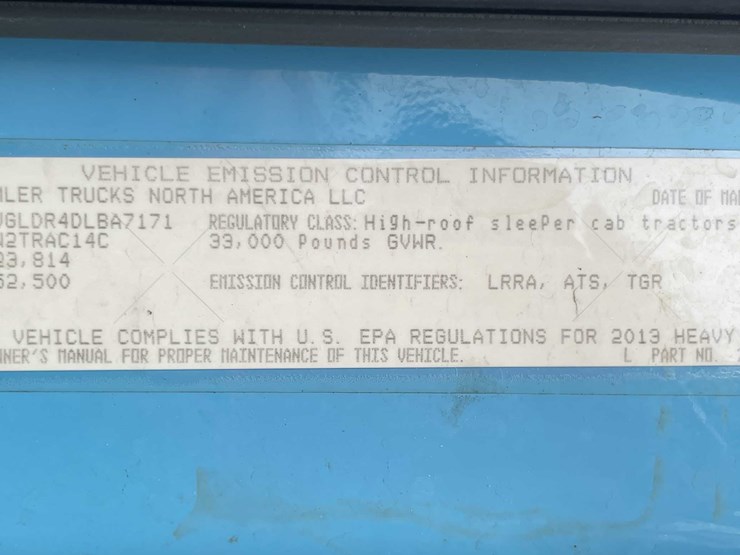 VEHICLE EMISSION CONTROL INFORMATION
MLER TRUCKS NORTH AMERICA LLC DATE OF MA
GLDR4DLBA7171 REGULATORY CLASS: High-roof sleeper cab tractors
2TRAC14C 33,000 Pounds GVWR.
23,814
52,500 EMISSION CONTROL IDENTIFIERS: LRRA, ATS, TGR
VEHICLE COMPLIES WITH U.S. EPA REGULATIONS FOR 2013 HEAVY
NER'S MANUAL FOR PROPER MAINTENANCE OF THIS VEHICLE. L PART NO.